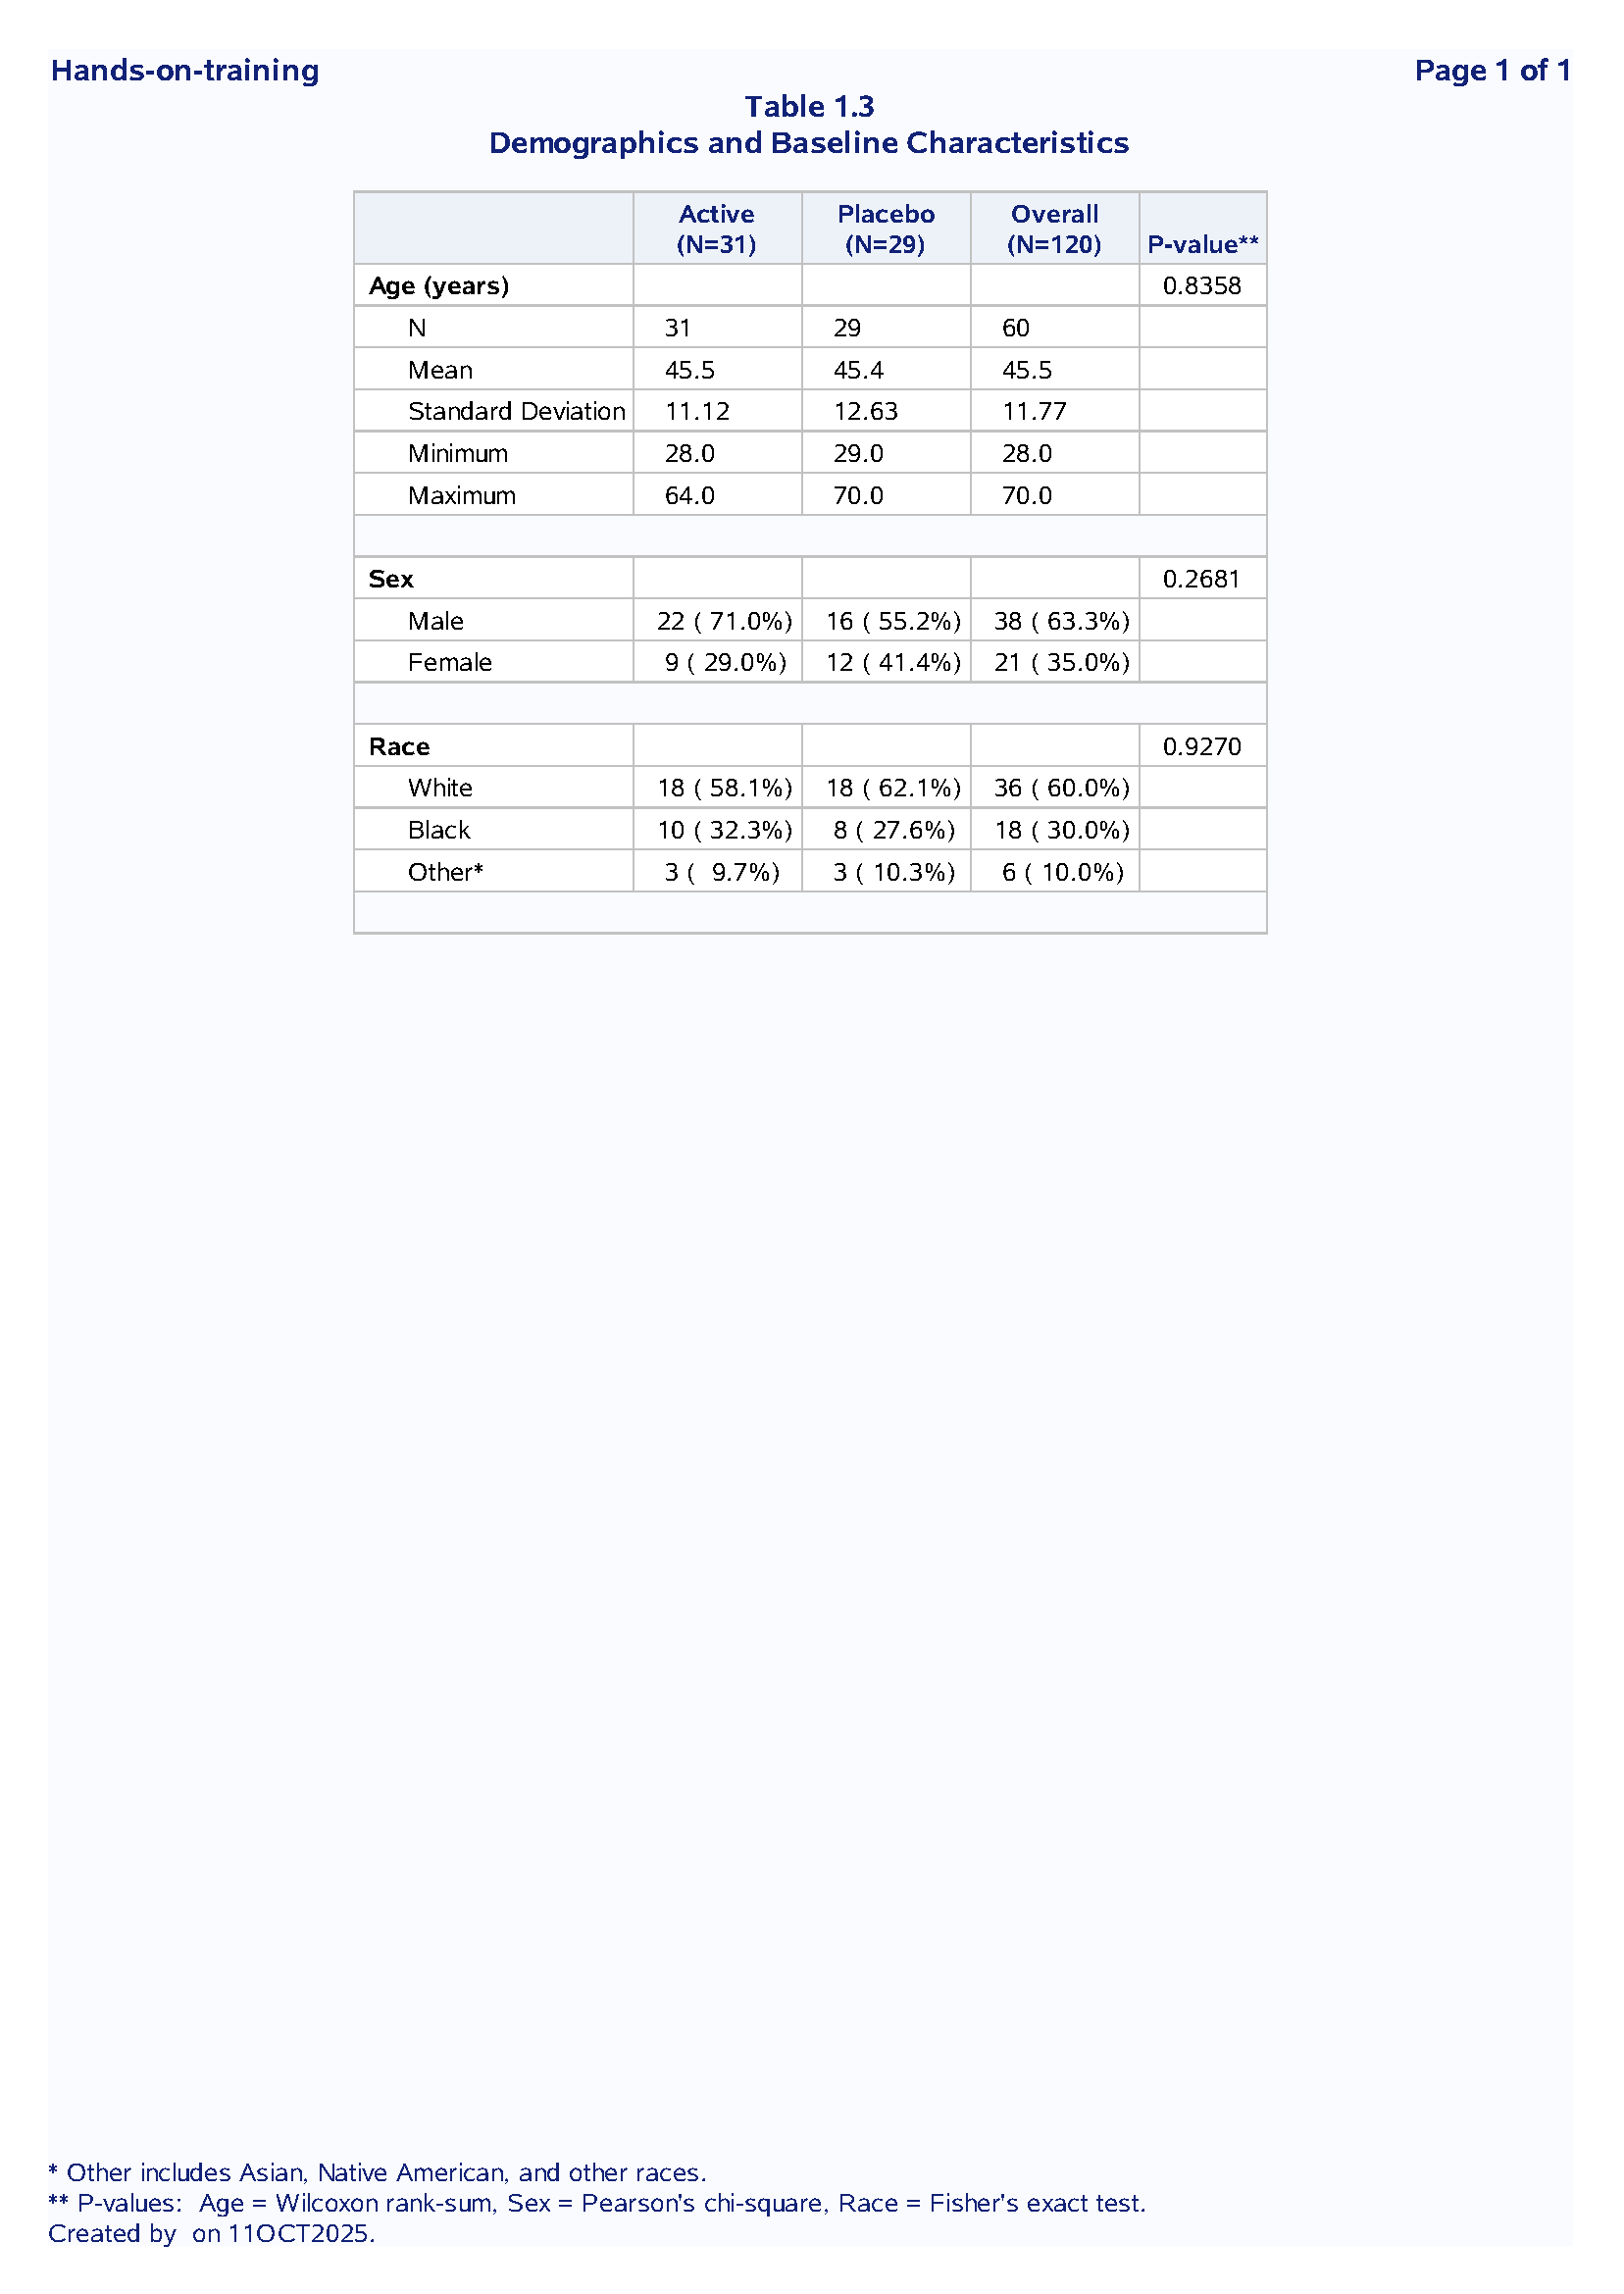 Hands-on-training Page 1 of 1
Table 1.3
Demographics and Baseline Characteristics
Active Placebo Overall
(N=31) (N=29) (N=120) P-value**
Age (years) 0.8358
N 31 29 60
Mean 45.5 45.4 45.5
Standard Deviation 11.12 12.63 11.77
Minimum 28.0 29.0 28.0
Maximum 64.0 70.0 70.0
Sex 0.2681
Male 22 ( 71.0%) 16 ( 55.2%) 38 ( 63.3%)
Female 9 ( 29.0%) 12 ( 41.4%) 21 ( 35.0%)
Race 0.9270
White 18 ( 58.1%) 18 ( 62.1%) 36 ( 60.0%)
Black 10 ( 32.3%) 8 ( 27.6%) 18 ( 30.0%)
Other* 3 (  9.7%) 3 ( 10.3%) 6 ( 10.0%)
* Other includes Asian, Native American, and other races.
** P-values:  Age = Wilcoxon rank-sum, Sex = Pearson's chi-square, Race = Fisher's exact test.
Created by  on 11OCT2025.